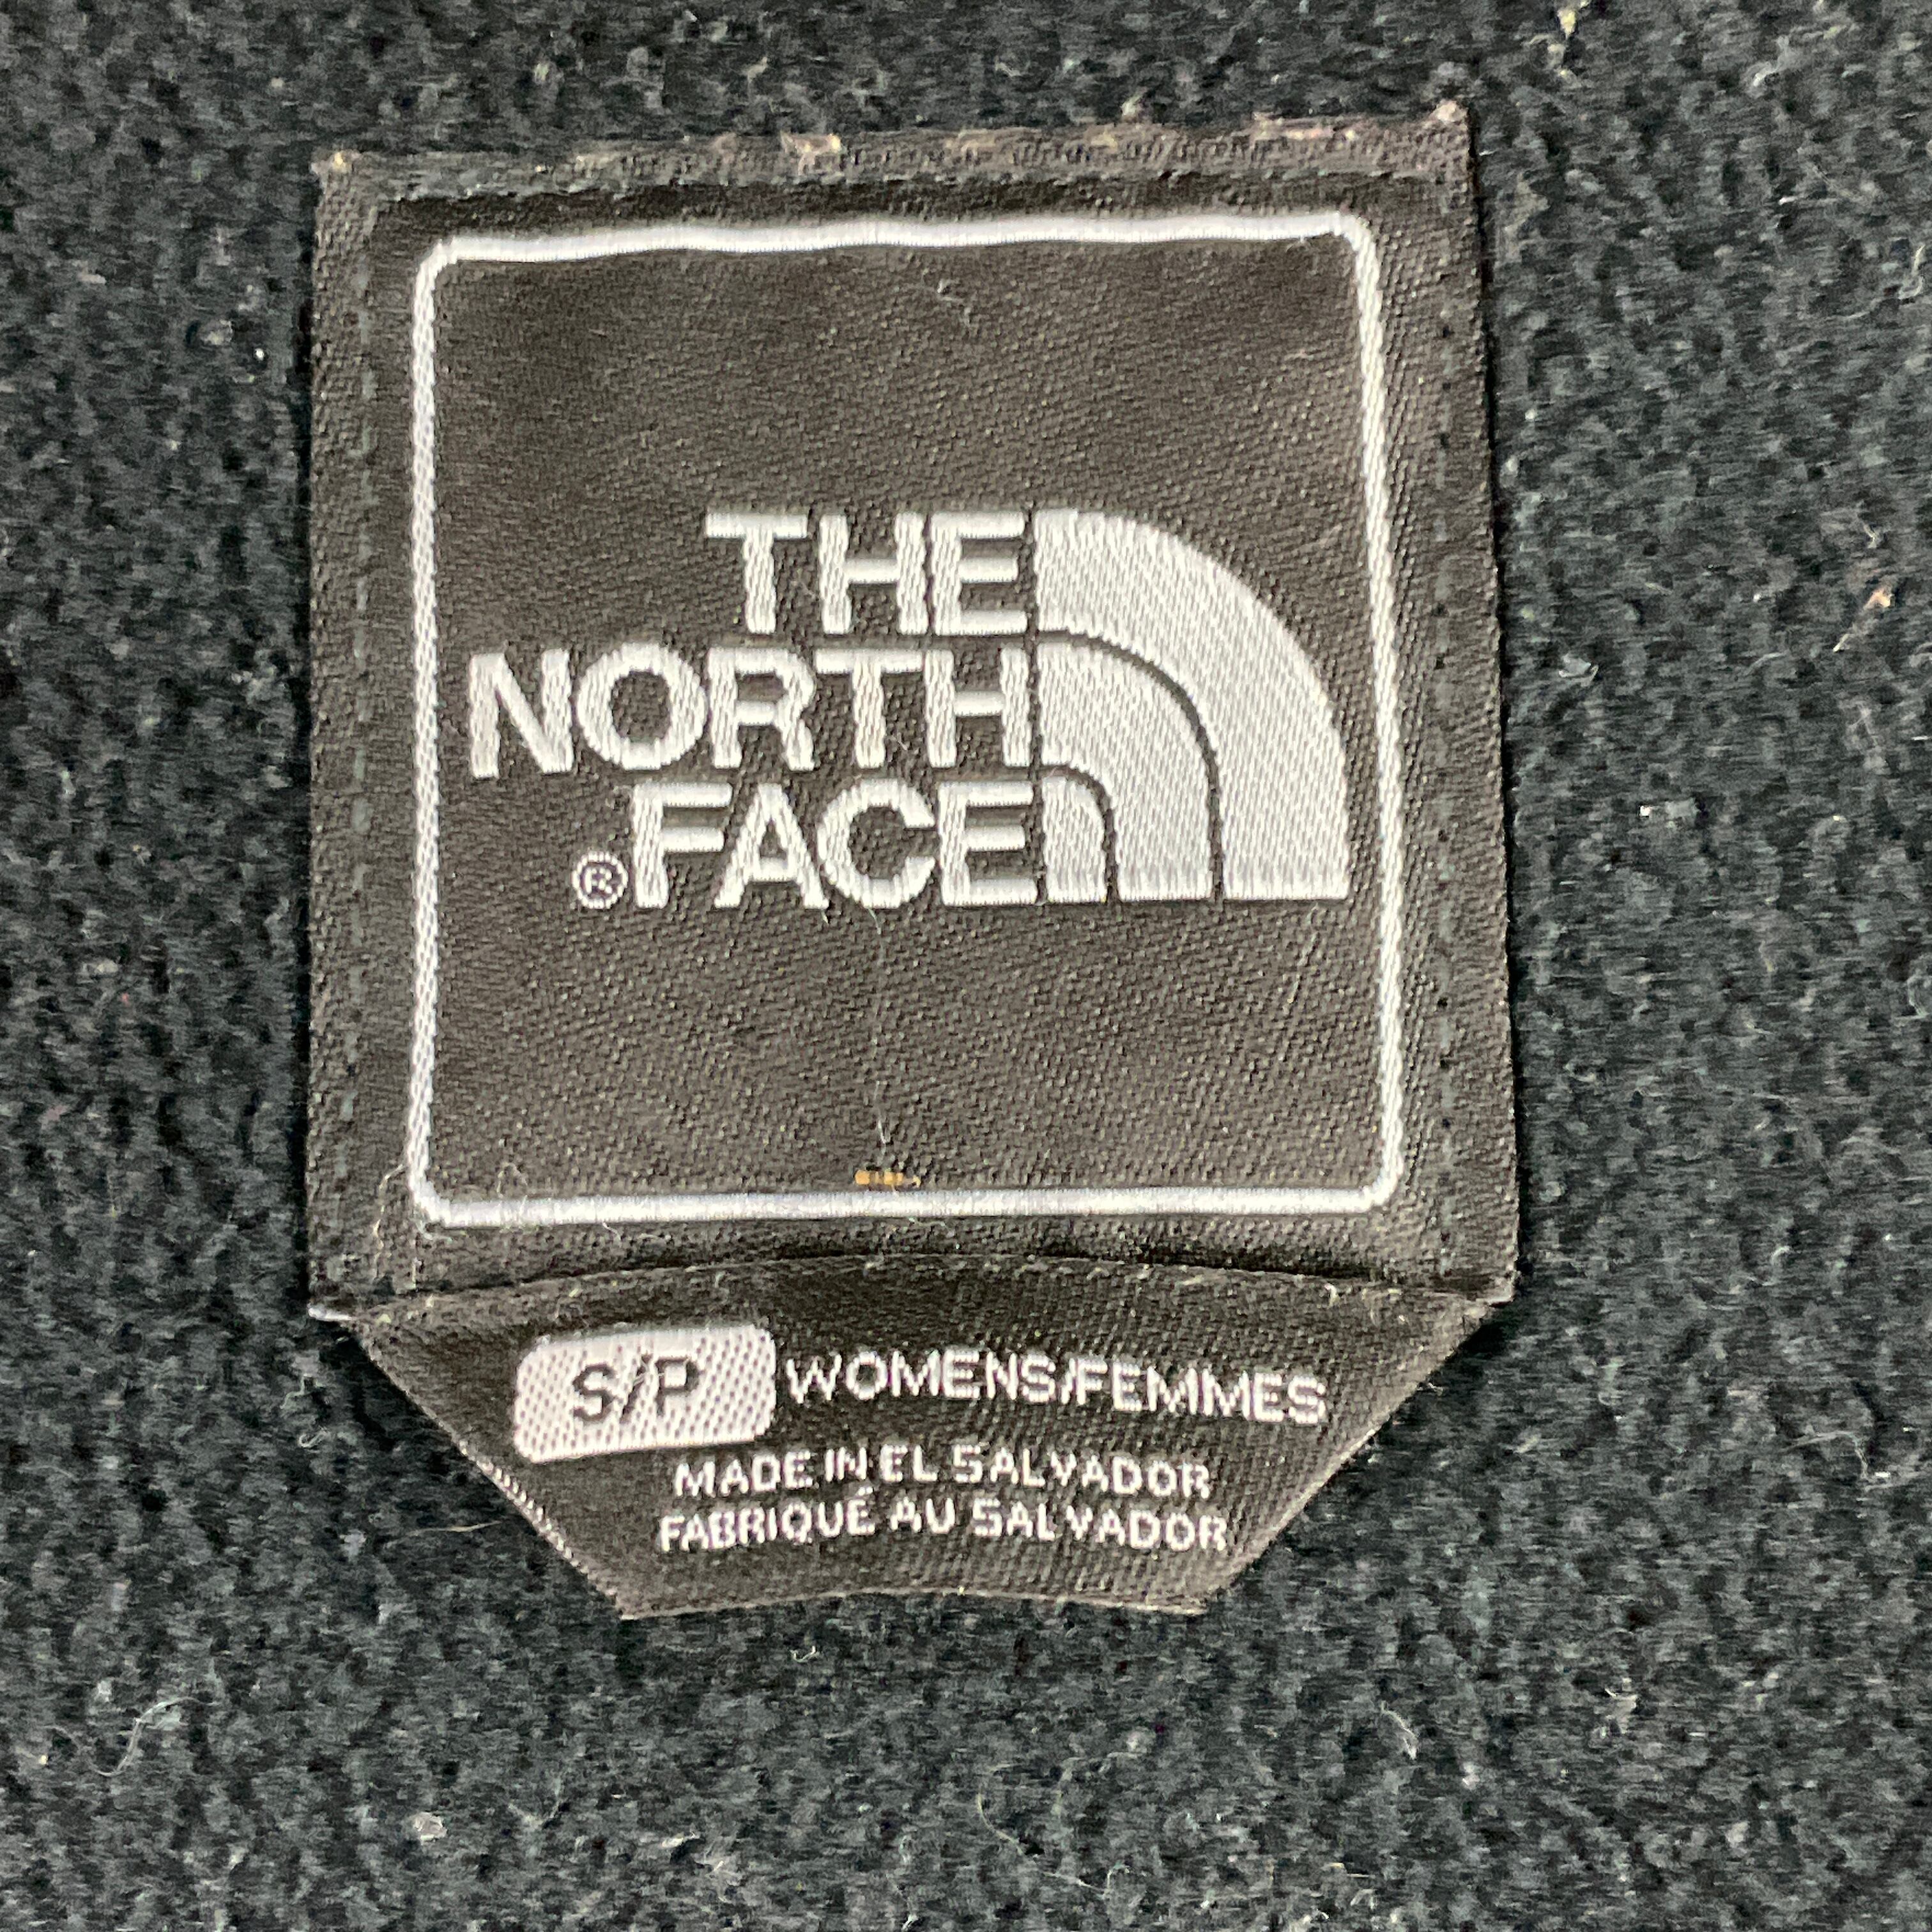 THE
NORTH
®FACE
S/P WOMENS/FEMMES
MADE IN EL SALVADOR
FABRIQUÉ AU SALVADOR